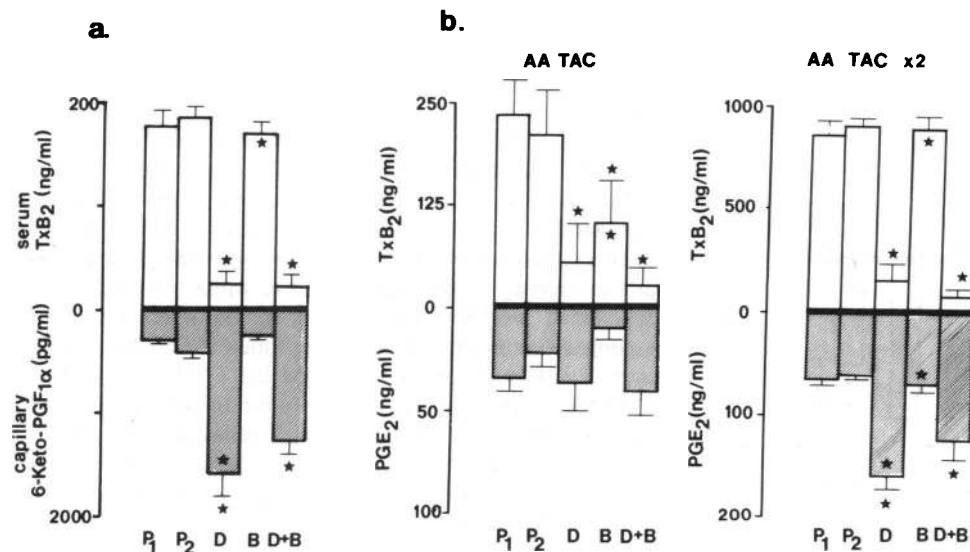 a.
serum
TxB2 (ng/ml)
capillary
6-Keto-PGF1α (pg/ml)
200
0
2000
P1 P2 D B D+B
b.
AA TAC
TxB2(ng/ml)
PGE2(ng/ml)
250
125
0
50
100
P1 P2 D B D+B
AA TAC x2
TxB2(ng/ml)
PGE2(ng/ml)
1000
500
0
100
200
P1 P2 D B D+B